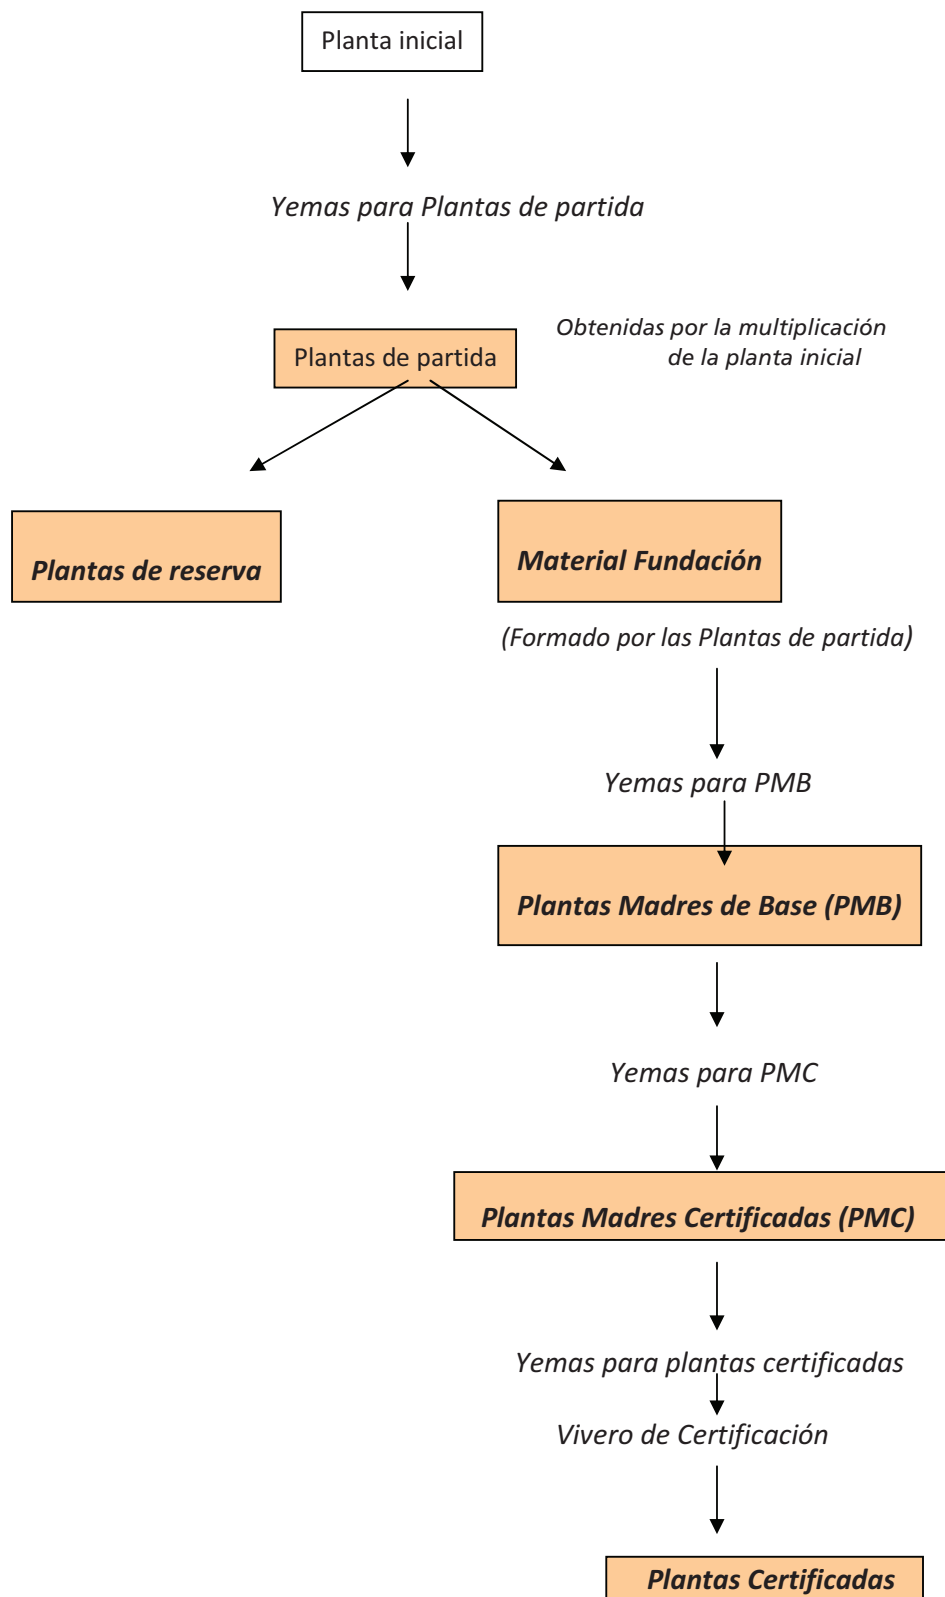 Planta inicial
Yemas para Plantas de partida
Plantas de partida
Obtenidas por la multiplicación
de la planta inicial
Plantas de reserva
Material Fundación
(Formado por las Plantas de partida)
Yemas para PMB
Plantas Madres de Base (PMB)
Yemas para PMC
Plantas Madres Certificadas (PMC)
Yemas para plantas certificadas
Vivero de Certificación
Plantas Certificadas